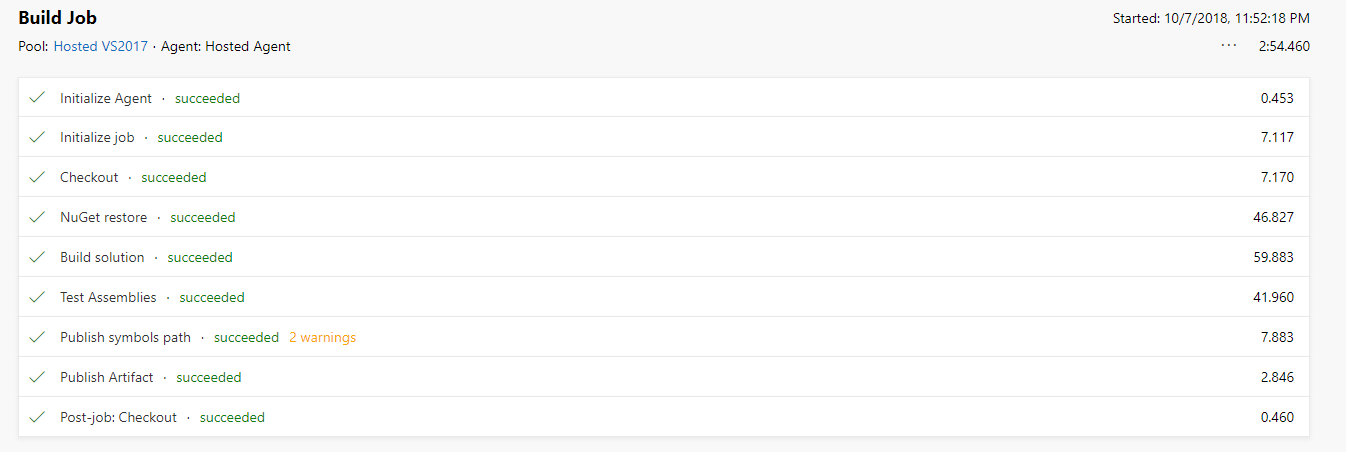 Build Job Started: 10/7/2018, 11:52:18 PM
Pool: Hosted VS2017 · Agent: Hosted Agent ··· 2:54.460
Initialize Agent · succeeded 0.453
Initialize job · succeeded 7.117
Checkout · succeeded 7.170
NuGet restore · succeeded 46.827
Build solution · succeeded 59.883
Test Assemblies · succeeded 41.960
Publish symbols path · succeeded 2 warnings 7.883
Publish Artifact · succeeded 2.846
Post-job: Checkout · succeeded 0.460